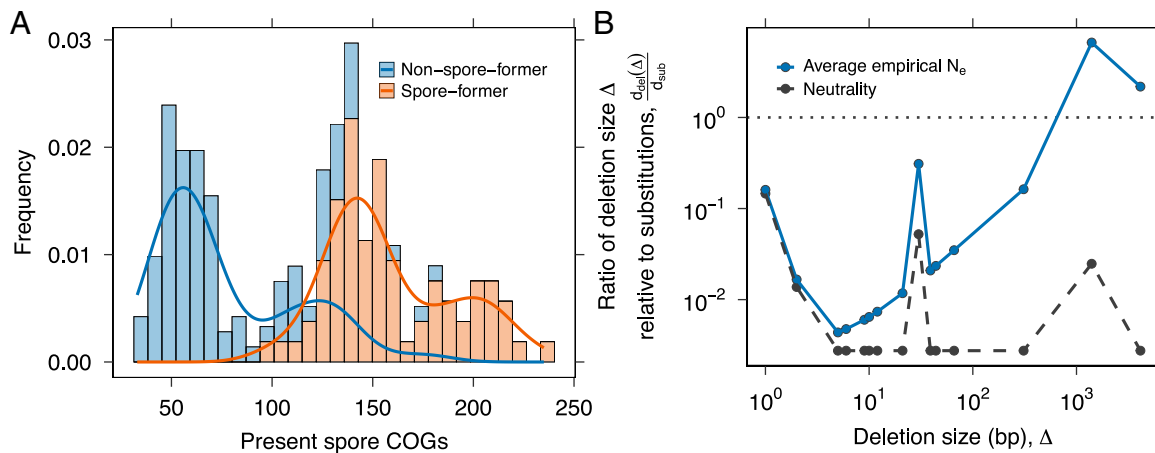 A
0.03
0.02
0.01
0.00
Frequency
50
100
150
200
250
Present spore COGs
Non-spore-former
Spore-former
B
Ratio of deletion size Δ
relative to substitutions, d_del(Δ)/d_sub
10^0
10^-1
10^-2
10^0
10^1
10^2
10^3
Deletion size (bp), Δ
Average empirical N_e
Neutrality